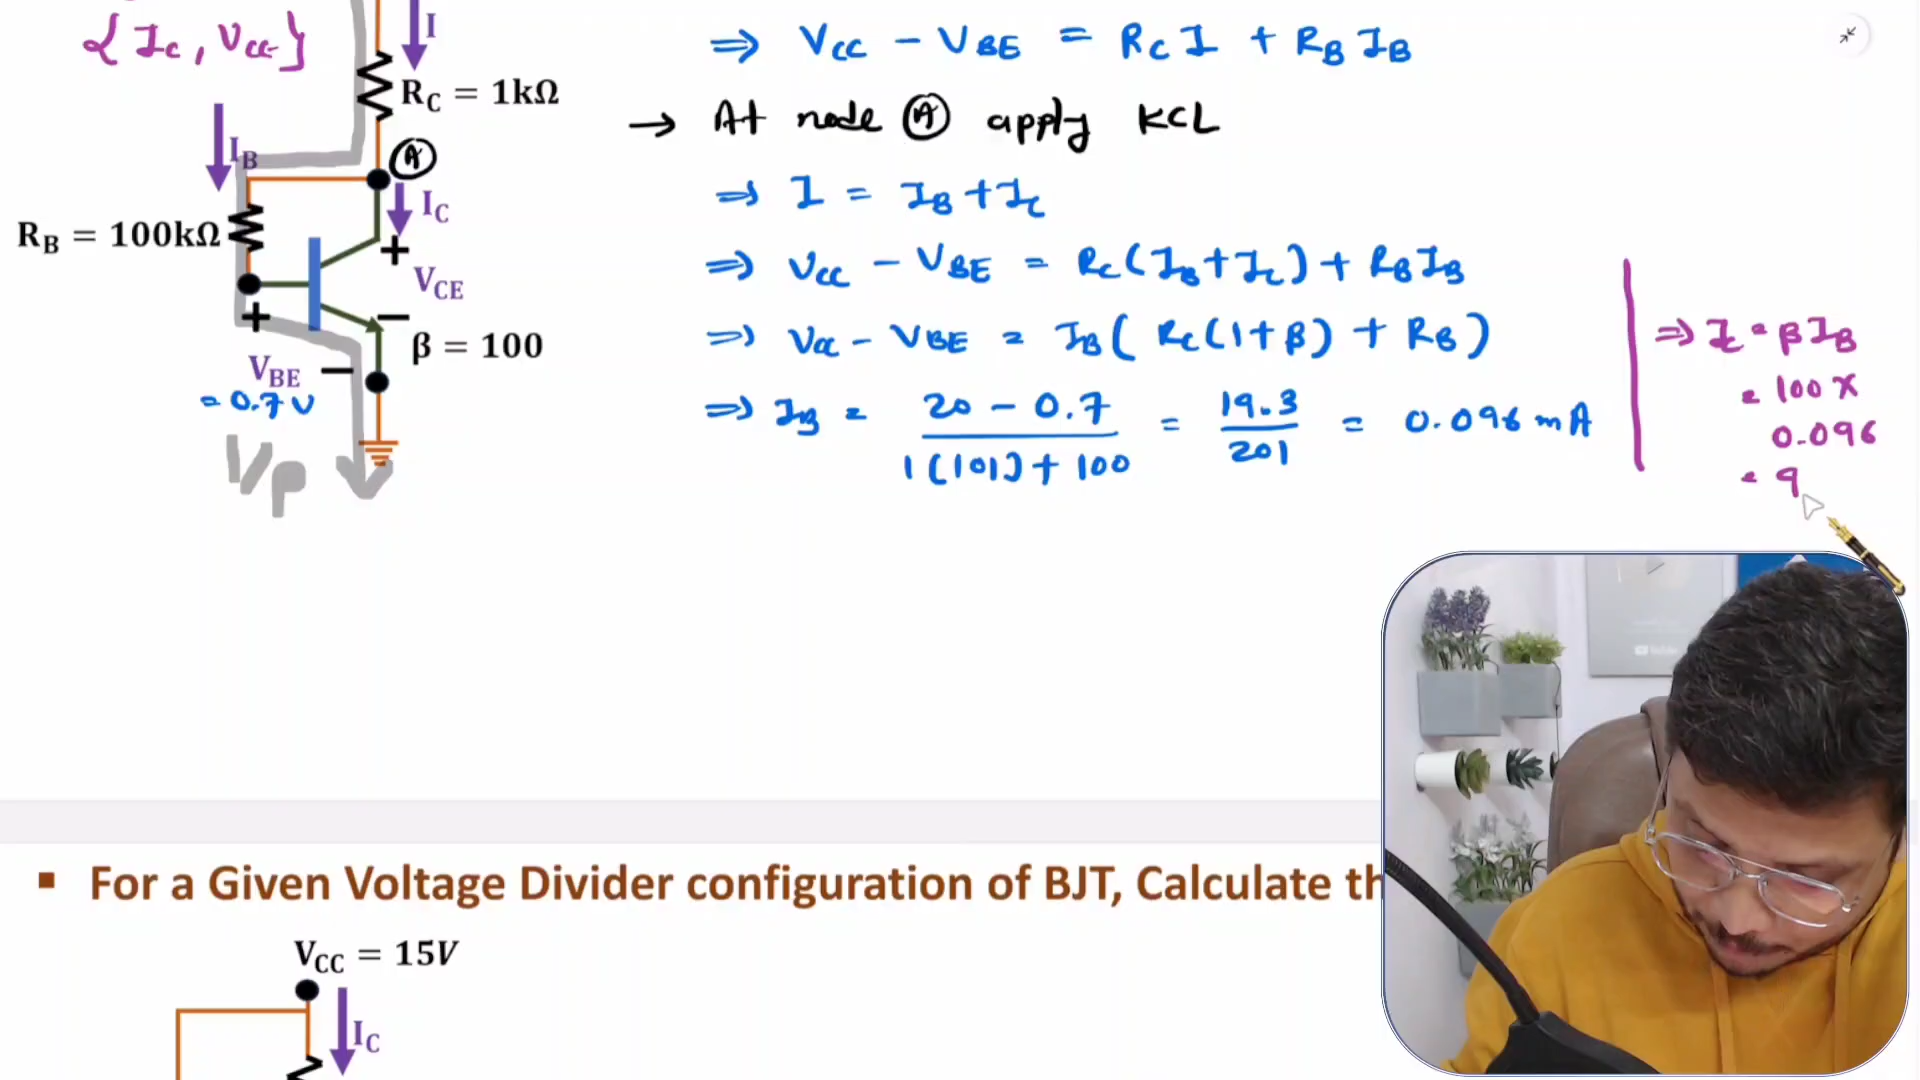 {Ic, Vcc}
I
RC = 1kΩ
A
IB
IC
RB = 100kΩ
+
VCE
−
+
VBE −
= 0.7 V
β = 100
Vp
⇒ Vcc − VBE = Rc I + RB IB
→ At node A apply KCL
⇒ I = IB + Ic
⇒ Vcc − VBE = Rc(IB+Ic) + RBIB
⇒ Vcc − VBE = IB( Rc(1+β) + RB )
⇒ IB = 20 − 0.7 / 1(101) + 100 = 19.3 / 201 = 0.096 mA
⇒ Ic = βIB
= 100 ×
0.096
= 9
▪ For a Given Voltage Divider configuration of BJT, Calculate th
VCC = 15V
IC